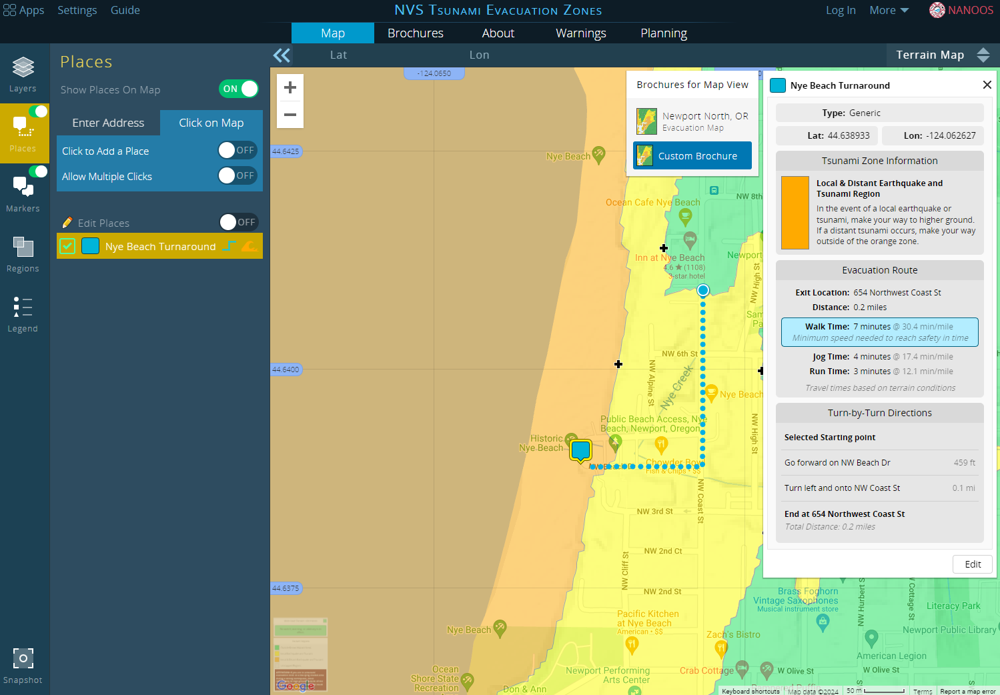 Apps
Settings
Guide
NVS Tsunami Evacuation Zones
Log In
More
NANOOS
Map
Brochures
About
Warnings
Planning
Lat
Lon
Terrain Map
Layers
Places
Markers
Regions
Legend
Snapshot
Places
Show Places On Map
ON
Enter Address
Click on Map
Click to Add a Place
OFF
Allow Multiple Clicks
OFF
Edit Places
OFF
Nye Beach Turnaround
-124.0650
44.6425
44.6400
44.6375
Brochures for Map View
Newport North, OR
Evacuation Map
Custom Brochure
Nye Beach
NW 8th
Ocean Cafe Nye Beach
Inn at Nye Beach
4.6 ★ (1108)
3-star hotel
Newport
NW High St
Sam
Pa
NW 6th St
NW Alpine St
Nye Creek
Nye Beach
Public Beach Access, Nye
Beach, Newport, Oregon
NW High St
Historic
Nye Beach
Chowder Bowl
Fish & Chips • $$
NW Beach Dr
NW Coast St
NW 3rd St
NW 2nd Ct
NW Cliff St
NW 2nd St
Pacific Kitchen
at Nye Beach
American • $$
Nye Beach
Zach's Bistro
Brass Foghorn
Vintage Saxophones
Musical instrument store
NW Hurbert S
W Cottage St
Literacy Park
Newport Public Library
American Legion
Crab Cottage
W Olive St
W Olive St
Newport Performing
Arts Center
Ocean
Shore State
Recreation
Don & Ann
Google
Keyboard shortcuts
Map data ©2024
50 m
Terms
Report a map error
Nye Beach Turnaround
Type: Generic
Lat: 44.638933
Lon: -124.062627
Tsunami Zone Information
Local & Distant Earthquake and
Tsunami Region
In the event of a local earthquake or
tsunami, make your way to higher ground.
If a distant tsunami occurs, make your way
outside of the orange zone.
Evacuation Route
Exit Location: 654 Northwest Coast St
Distance: 0.2 miles
Walk Time: 7 minutes @ 30.4 min/mile
Minimum speed needed to reach safety in time
Jog Time: 4 minutes @ 17.4 min/mile
Run Time: 3 minutes @ 12.1 min/mile
Travel times based on terrain conditions
Turn-by-Turn Directions
Selected Starting point
Go forward on NW Beach Dr 459 ft
Turn left and onto NW Coast St 0.1 mi
End at 654 Northwest Coast St
Total Distance: 0.2 miles
Edit